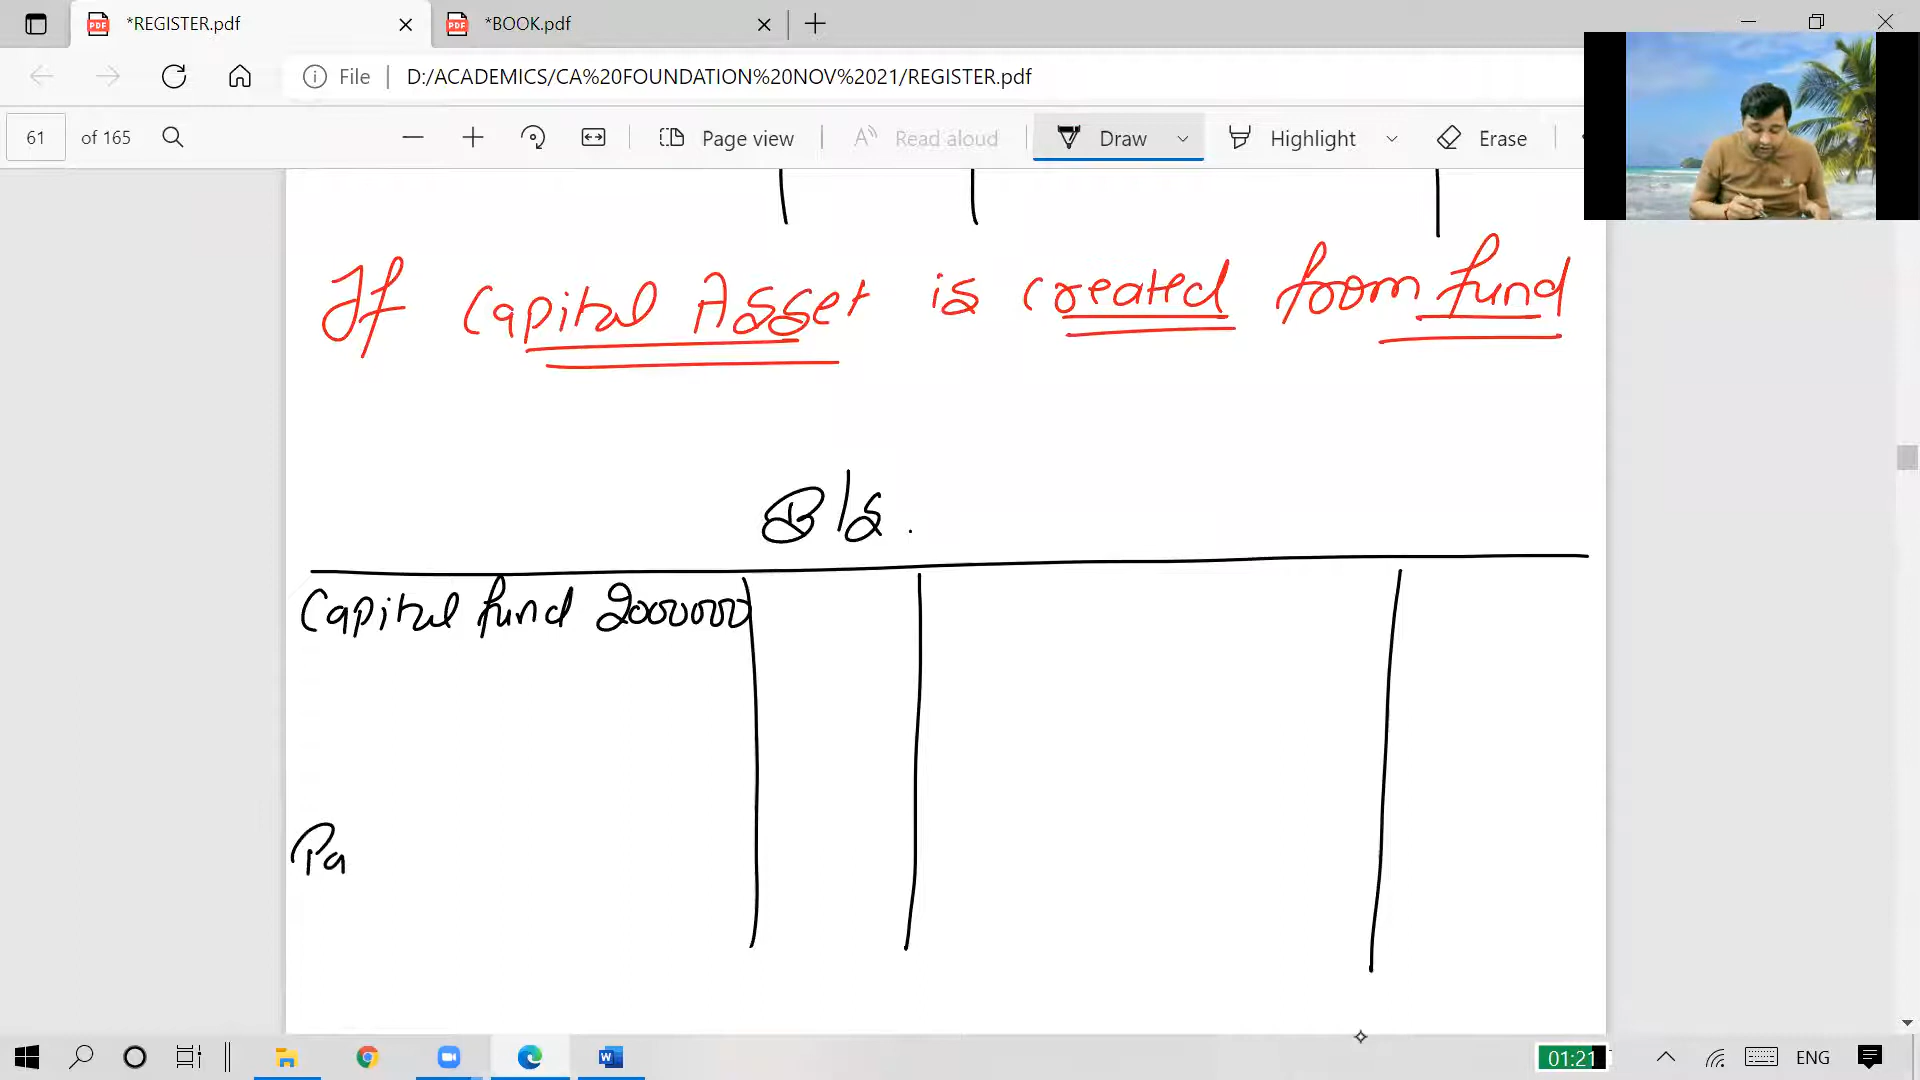 *REGISTER.pdf
*BOOK.pdf
File D:/ACADEMICS/CA%20FOUNDATION%20NOV%2021/REGISTER.pdf
61 of 165
Page view
Read aloud
Draw
Highlight
Erase
If Capital Asset is created from fund
B/S.
Capital fund 2000000
Pa
01:21
ENG